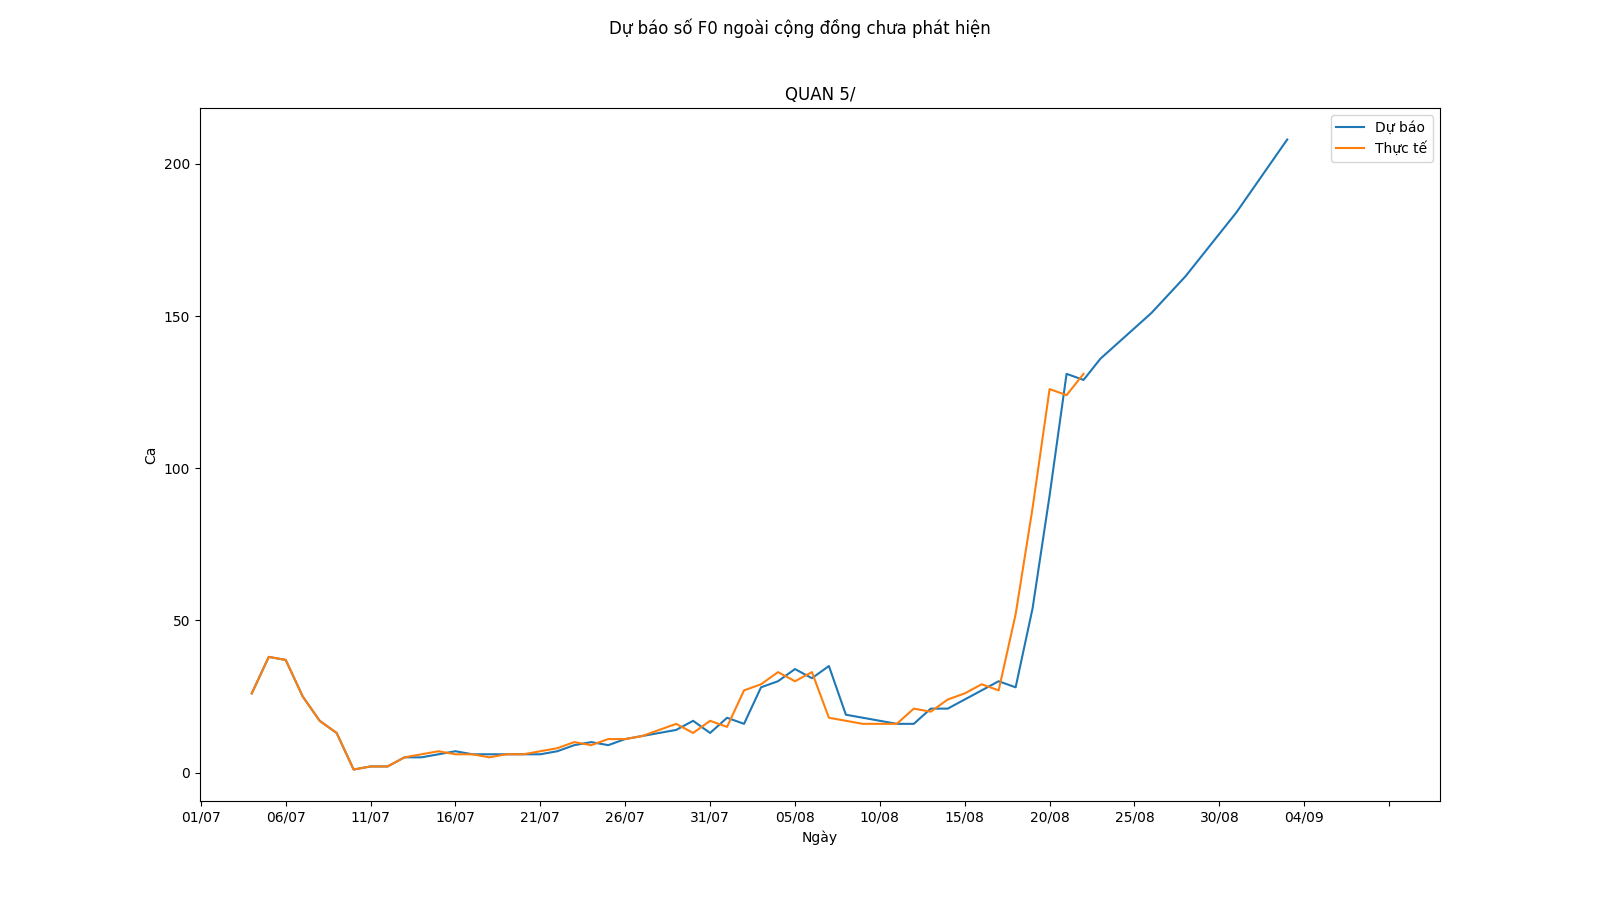 Dự báo số F0 ngoài cộng đồng chưa phát hiện
QUAN 5/
Dự báo
Thực tế
200
150
100
50
0
Ca
01/07 06/07 11/07 16/07 21/07 26/07 31/07 05/08 10/08 15/08 20/08 25/08 30/08 04/09
Ngày